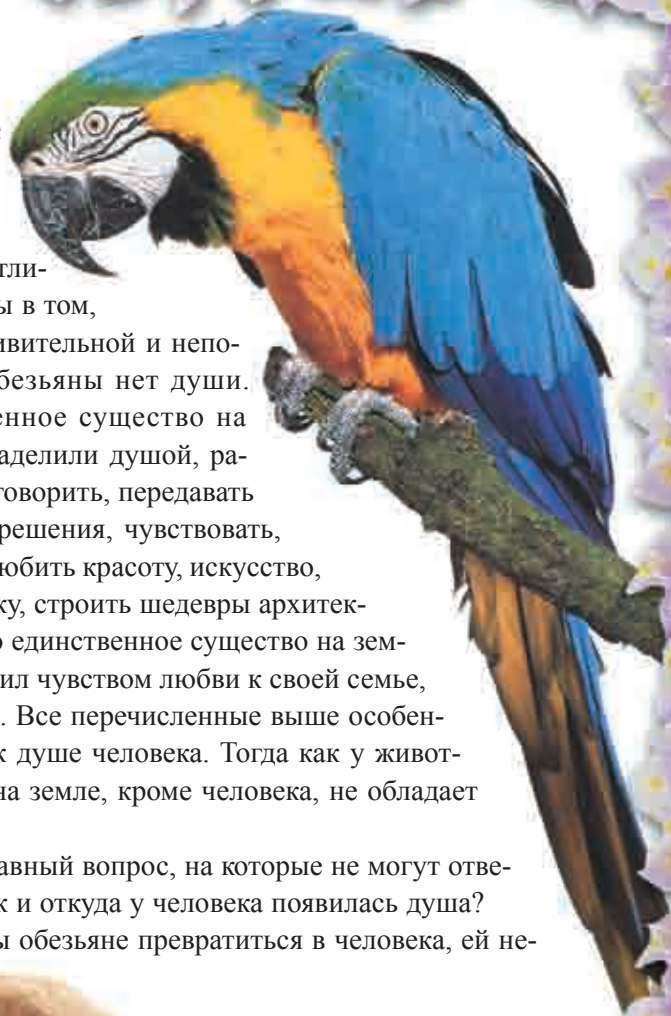 тли-
ы в том,
ивительной и непо-
безьяны нет души.
енное существо на
аделили душой, ра-
говорить, передавать
решения, чувствовать,
юбить красоту, искусство,
ку, строить шедевры архитек-
о единственное существо на зем-
ил чувством любви к своей семье,
. Все перечисленные выше особен-
к душе человека. Тогда как у живот-
на земле, кроме человека, не обладает
авный вопрос, на которые не могут отве-
к и откуда у человека появилась душа?
ы обезьяне превратиться в человека, ей не-